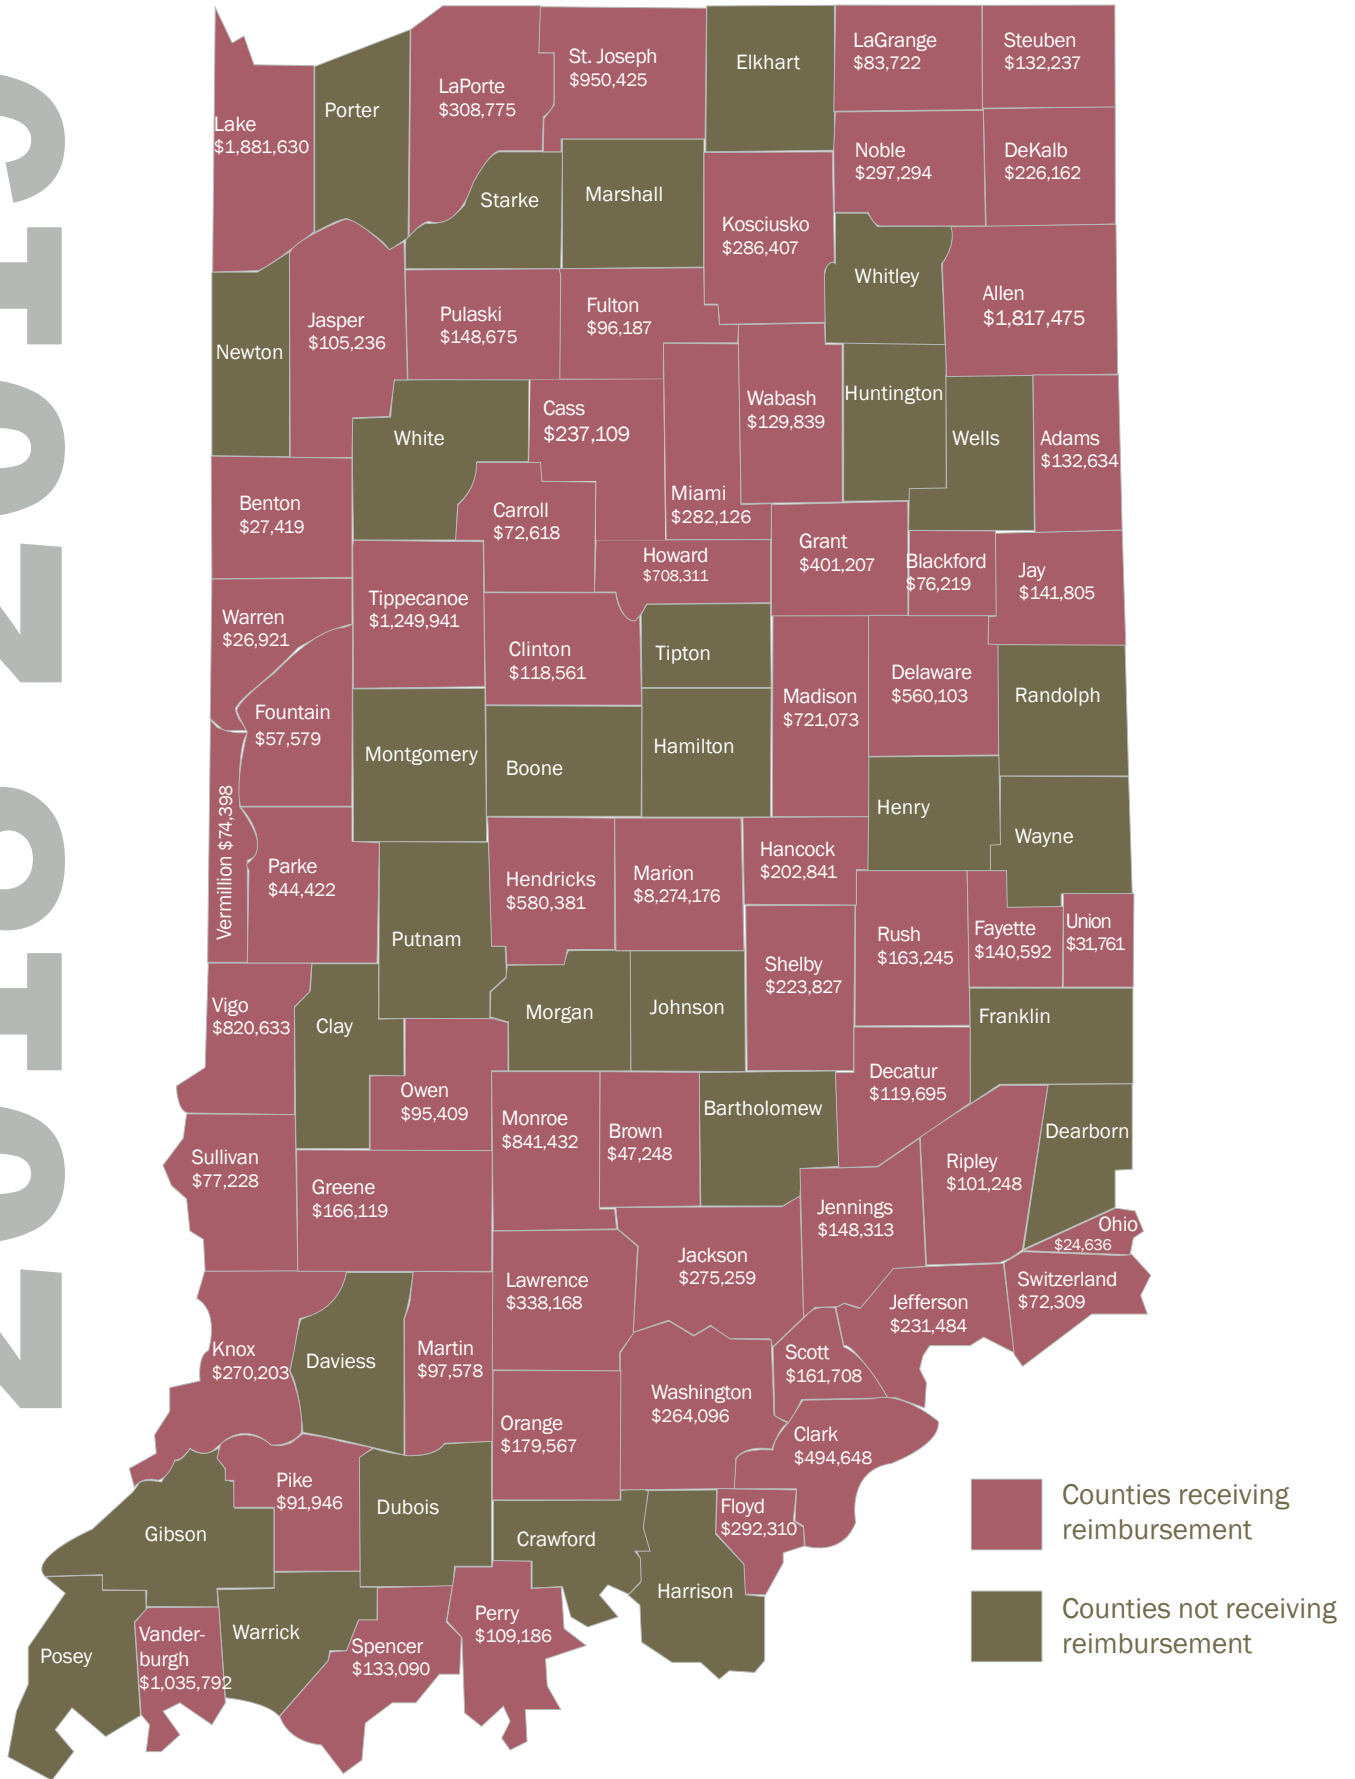 St. Joseph
$950,425
Elkhart
LaGrange
$83,722
Steuben
$132,237
LaPorte
$308,775
Porter
Lake
$1,881,630
Noble
$297,294
DeKalb
$226,162
Starke
Marshall
Kosciusko
$286,407
Whitley
Allen
$1,817,475
Newton
Jasper
$105,236
Pulaski
$148,675
Fulton
$96,187
Huntington
Wabash
$129,839
Cass
$237,109
White
Wells
Adams
$132,634
Benton
$27,419
Carroll
$72,618
Miami
$282,126
Grant
$401,207
Howard
$708,311
Blackford
$76,219
Jay
$141,805
Tippecanoe
$1,249,941
Warren
$26,921
Clinton
$118,561
Tipton
Madison
$721,073
Delaware
$560,103
Randolph
Fountain
$57,579
Montgomery
Boone
Hamilton
Henry
Wayne
Vermillion $74,398
Parke
$44,422
Hendricks
$580,381
Marion
$8,274,176
Hancock
$202,841
Putnam
Shelby
$223,827
Rush
$163,245
Fayette
$140,592
Union
$31,761
Vigo
$820,633
Clay
Morgan
Johnson
Franklin
Owen
$95,409
Decatur
$119,695
Monroe
$841,432
Brown
$47,248
Bartholomew
Dearborn
Sullivan
$77,228
Greene
$166,119
Ripley
$101,248
Jennings
$148,313
Ohio
$24,636
Jackson
$275,259
Lawrence
$338,168
Switzerland
$72,309
Jefferson
$231,484
Knox
$270,203
Daviess
Martin
$97,578
Scott
$161,708
Washington
$264,096
Orange
$179,567
Clark
$494,648
Pike
$91,946
Dubois
Floyd
$292,310
Gibson
Crawford
Harrison
Posey
Vander-
burgh
$1,035,792
Warrick
Spencer
$133,090
Perry
$109,186
Counties receiving
reimbursement
Counties not receiving
reimbursement